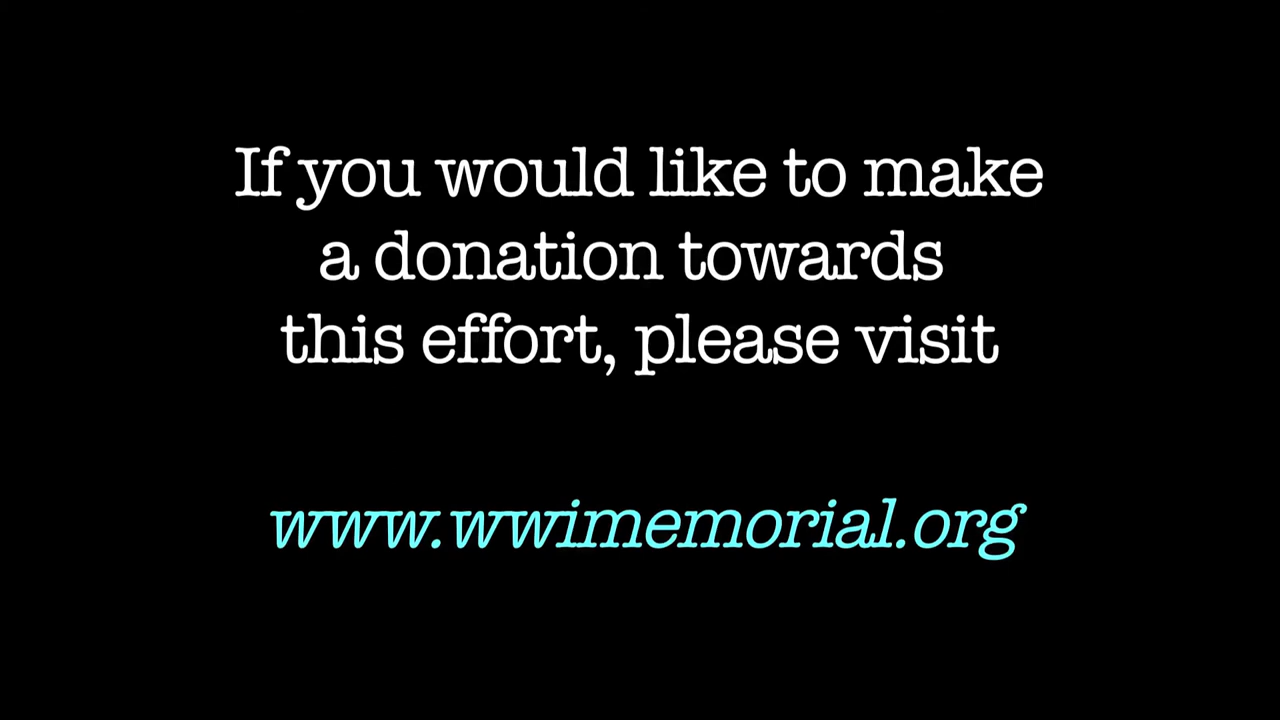 If you would like to make
a donation towards
this effort, please visit
www.wwimemorial.org